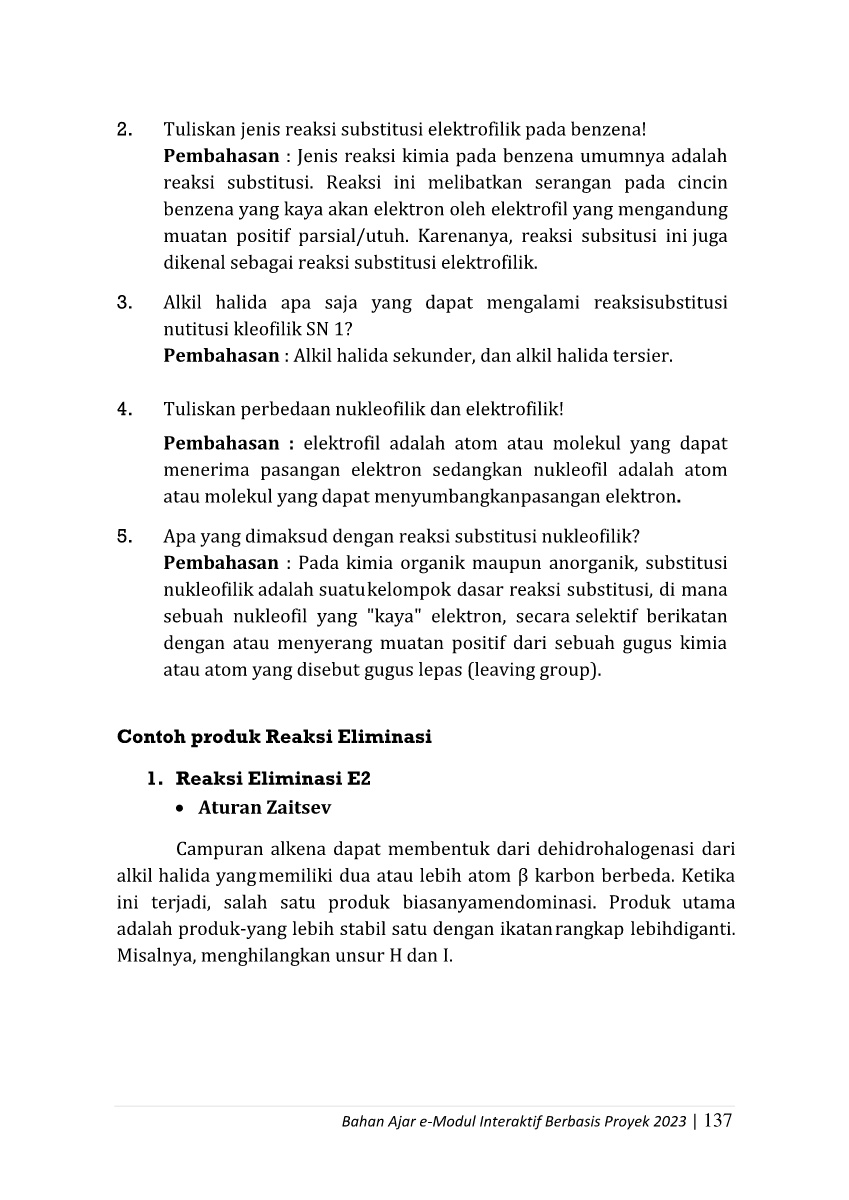 2. Tuliskan jenis reaksi substitusi elektrofilik pada benzena!
Pembahasan : Jenis reaksi kimia pada benzena umumnya adalah
reaksi substitusi. Reaksi ini melibatkan serangan pada cincin
benzena yang kaya akan elektron oleh elektrofil yang mengandung
muatan positif parsial/utuh. Karenanya, reaksi subsitusi ini juga
dikenal sebagai reaksi substitusi elektrofilik.
3. Alkil halida apa saja yang dapat mengalami reaksisubstitusi
nutitusi kleofilik SN 1?
Pembahasan : Alkil halida sekunder, dan alkil halida tersier.
4. Tuliskan perbedaan nukleofilik dan elektrofilik!
Pembahasan : elektrofil adalah atom atau molekul yang dapat
menerima pasangan elektron sedangkan nukleofil adalah atom
atau molekul yang dapat menyumbangkanpasangan elektron.
5. Apa yang dimaksud dengan reaksi substitusi nukleofilik?
Pembahasan : Pada kimia organik maupun anorganik, substitusi
nukleofilik adalah suatukelompok dasar reaksi substitusi, di mana
sebuah nukleofil yang "kaya" elektron, secara selektif berikatan
dengan atau menyerang muatan positif dari sebuah gugus kimia
atau atom yang disebut gugus lepas (leaving group).
Contoh produk Reaksi Eliminasi
1. Reaksi Eliminasi E2
• Aturan Zaitsev
Campuran alkena dapat membentuk dari dehidrohalogenasi dari
alkil halida yangmemiliki dua atau lebih atom β karbon berbeda. Ketika
ini terjadi, salah satu produk biasanyamendominasi. Produk utama
adalah produk-yang lebih stabil satu dengan ikatanrangkap lebihdiganti.
Misalnya, menghilangkan unsur H dan I.
Bahan Ajar e-Modul Interaktif Berbasis Proyek 2023 | 137